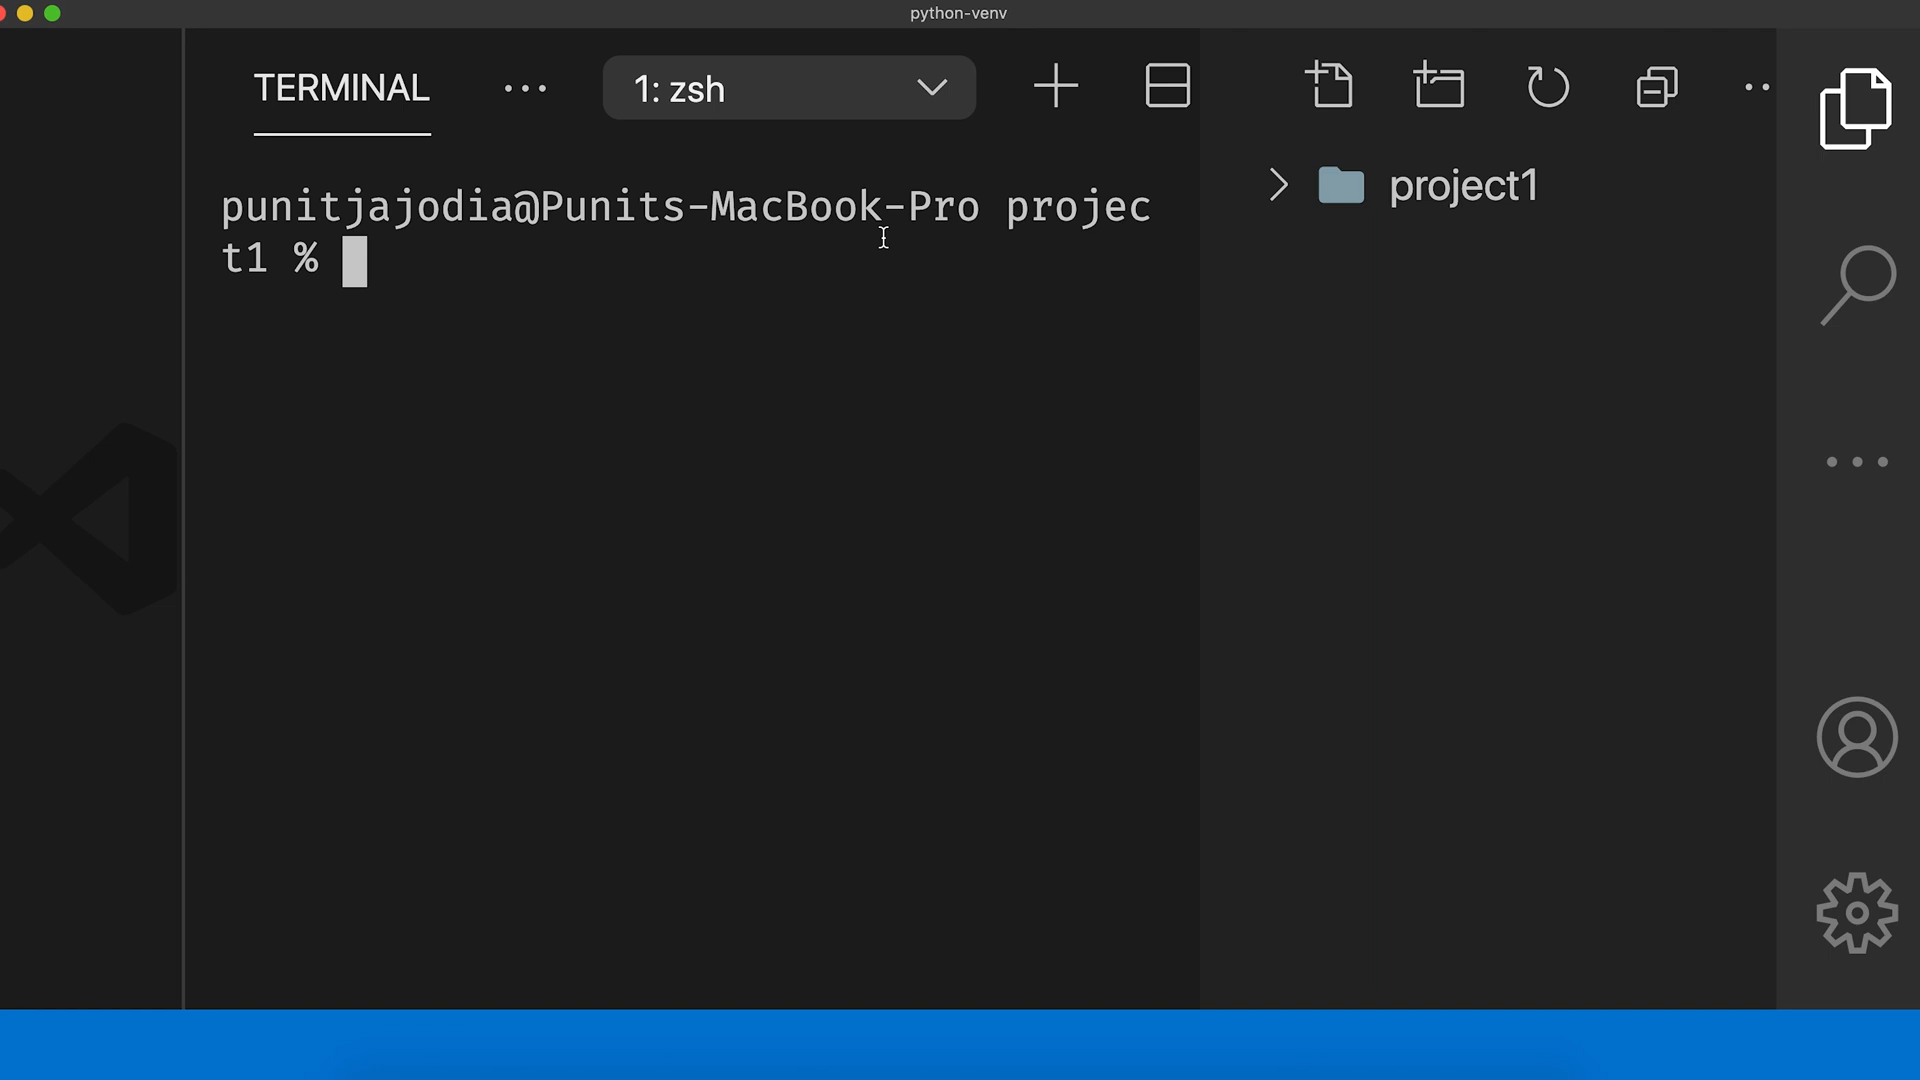 python-venv
TERMINAL
1: zsh
punitjajodia@Punits-MacBook-Pro projec
t1 %
project1